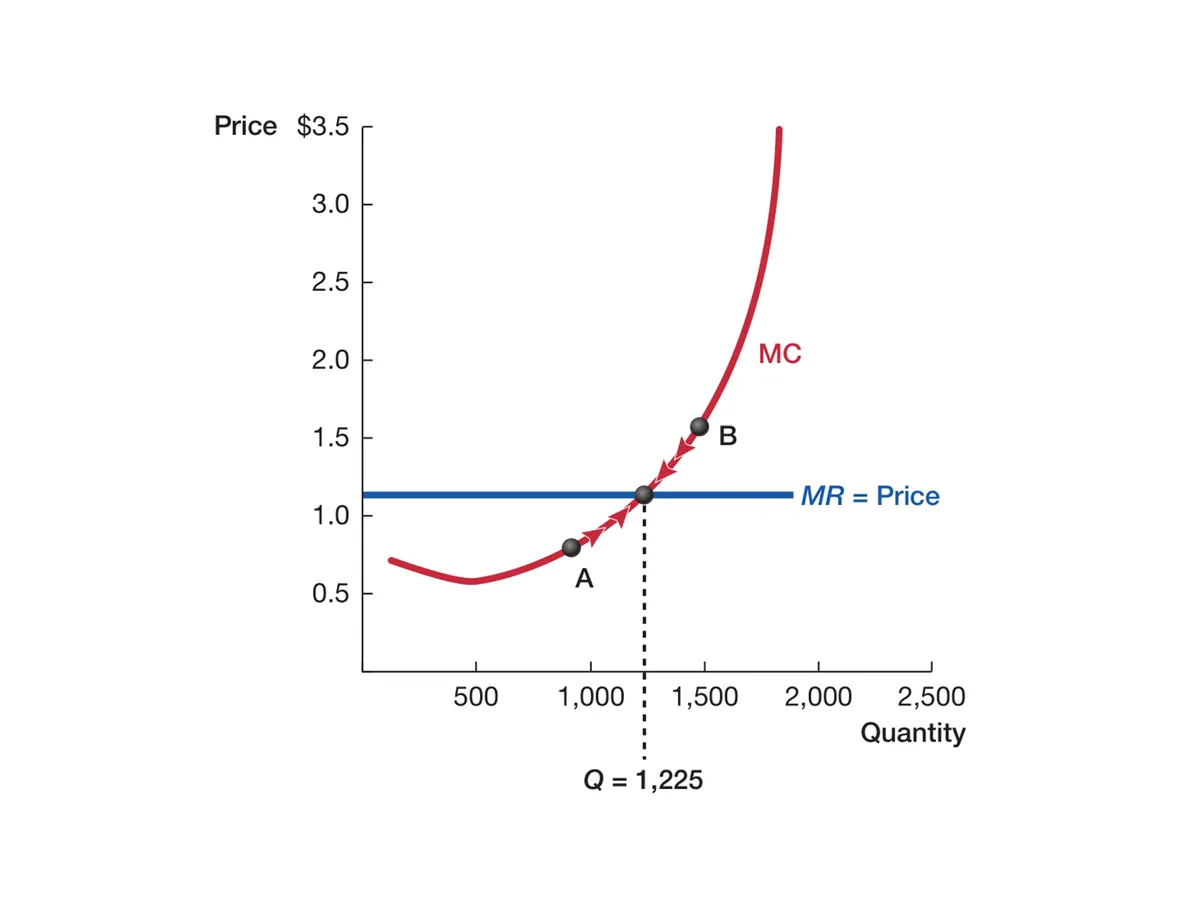 Price $3.5
3.0
2.5
2.0
MC
1.5
B
MR = Price
1.0
A
0.5
500 1,000 1,500 2,000 2,500
Quantity
Q = 1,225